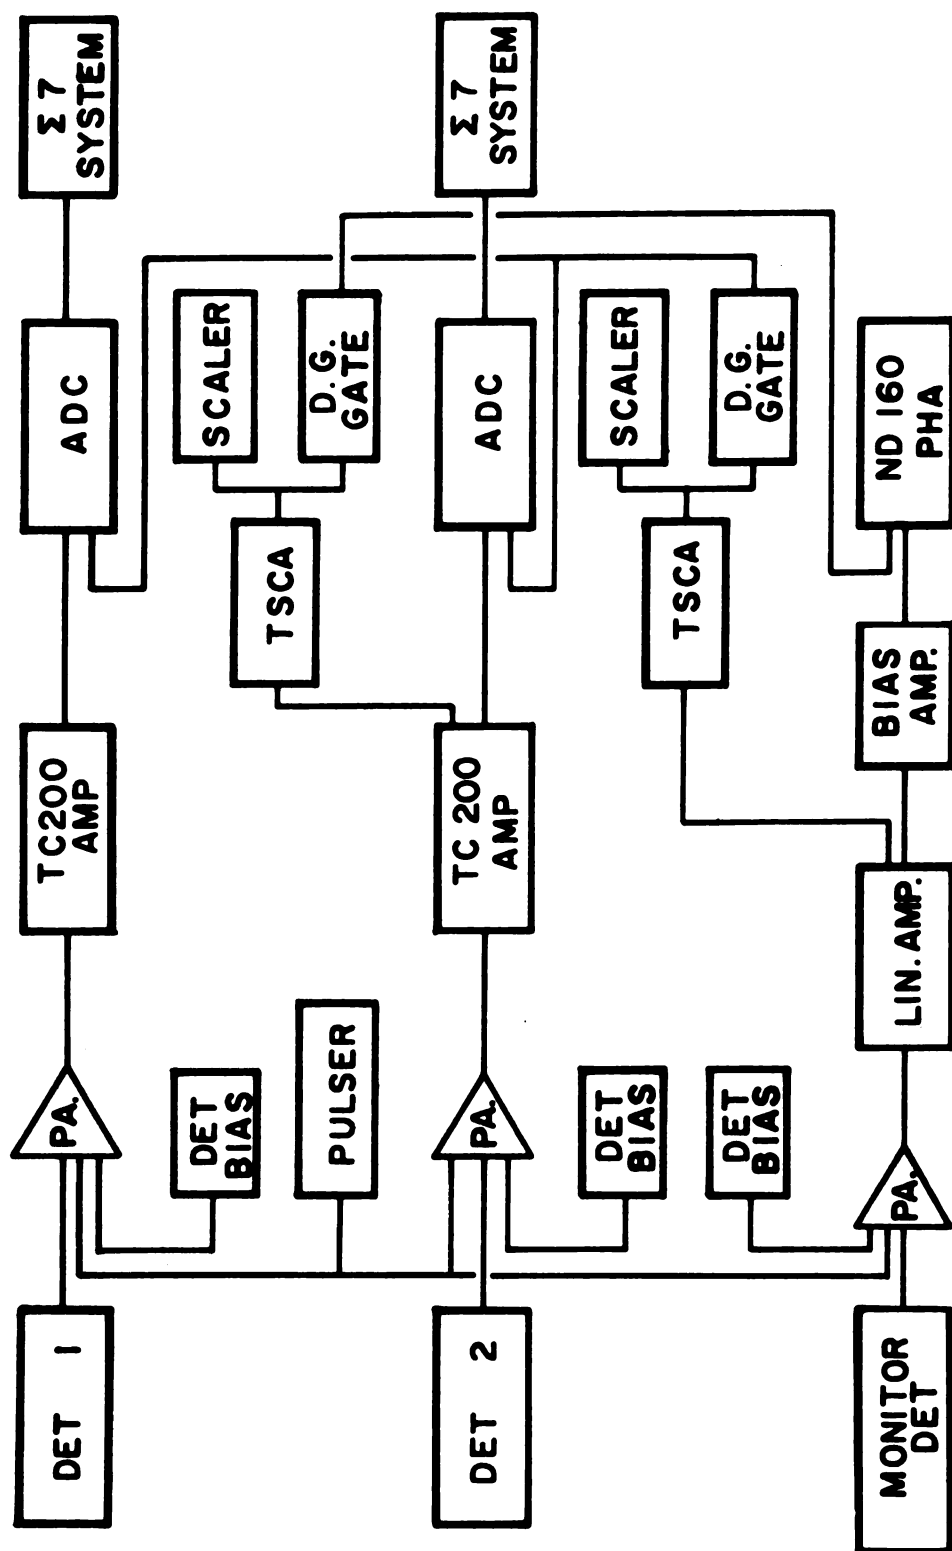 DET 1
PA.
TC200
AMP
ADC
Σ 7
SYSTEM
DET
BIAS
SCALER
PULSER
TSCA
D.G.
GATE
DET 2
PA.
TC 200
AMP
ADC
Σ 7
SYSTEM
DET
BIAS
SCALER
TSCA
DET
BIAS
D.G.
GATE
MONITOR
DET
PA.
LIN. AMP.
BIAS
AMP.
ND 160
PHA